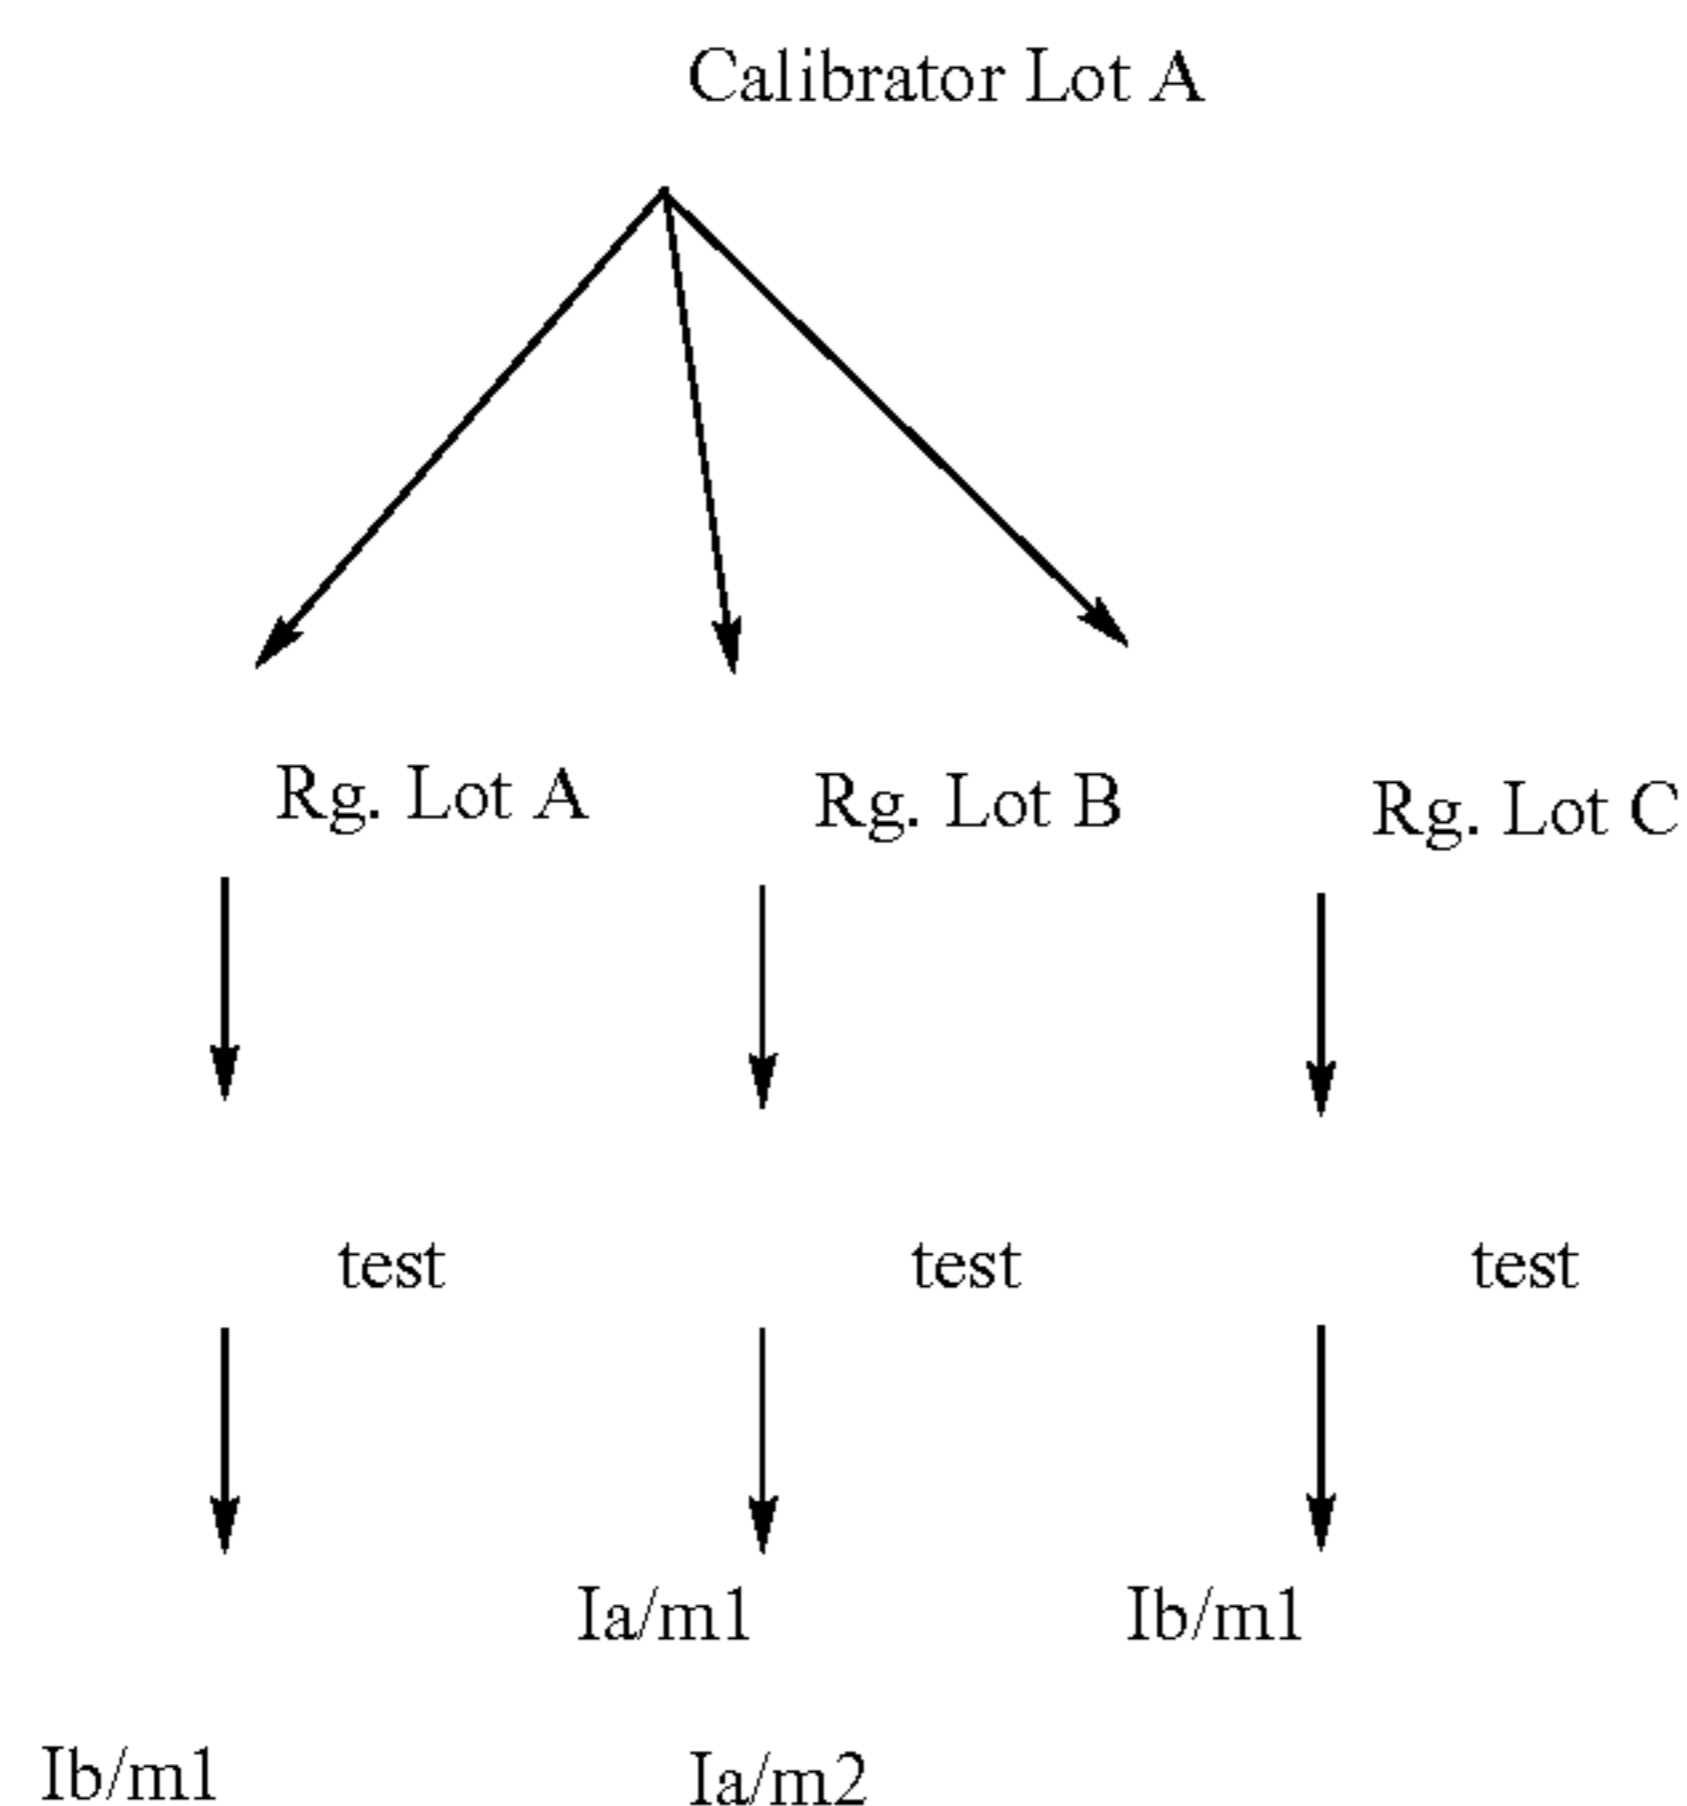 Calibrator Lot A
Rg. Lot A
Rg. Lot B
Rg. Lot C
test
test
test
Ia/m1
Ib/m1
Ib/m1
Ia/m2